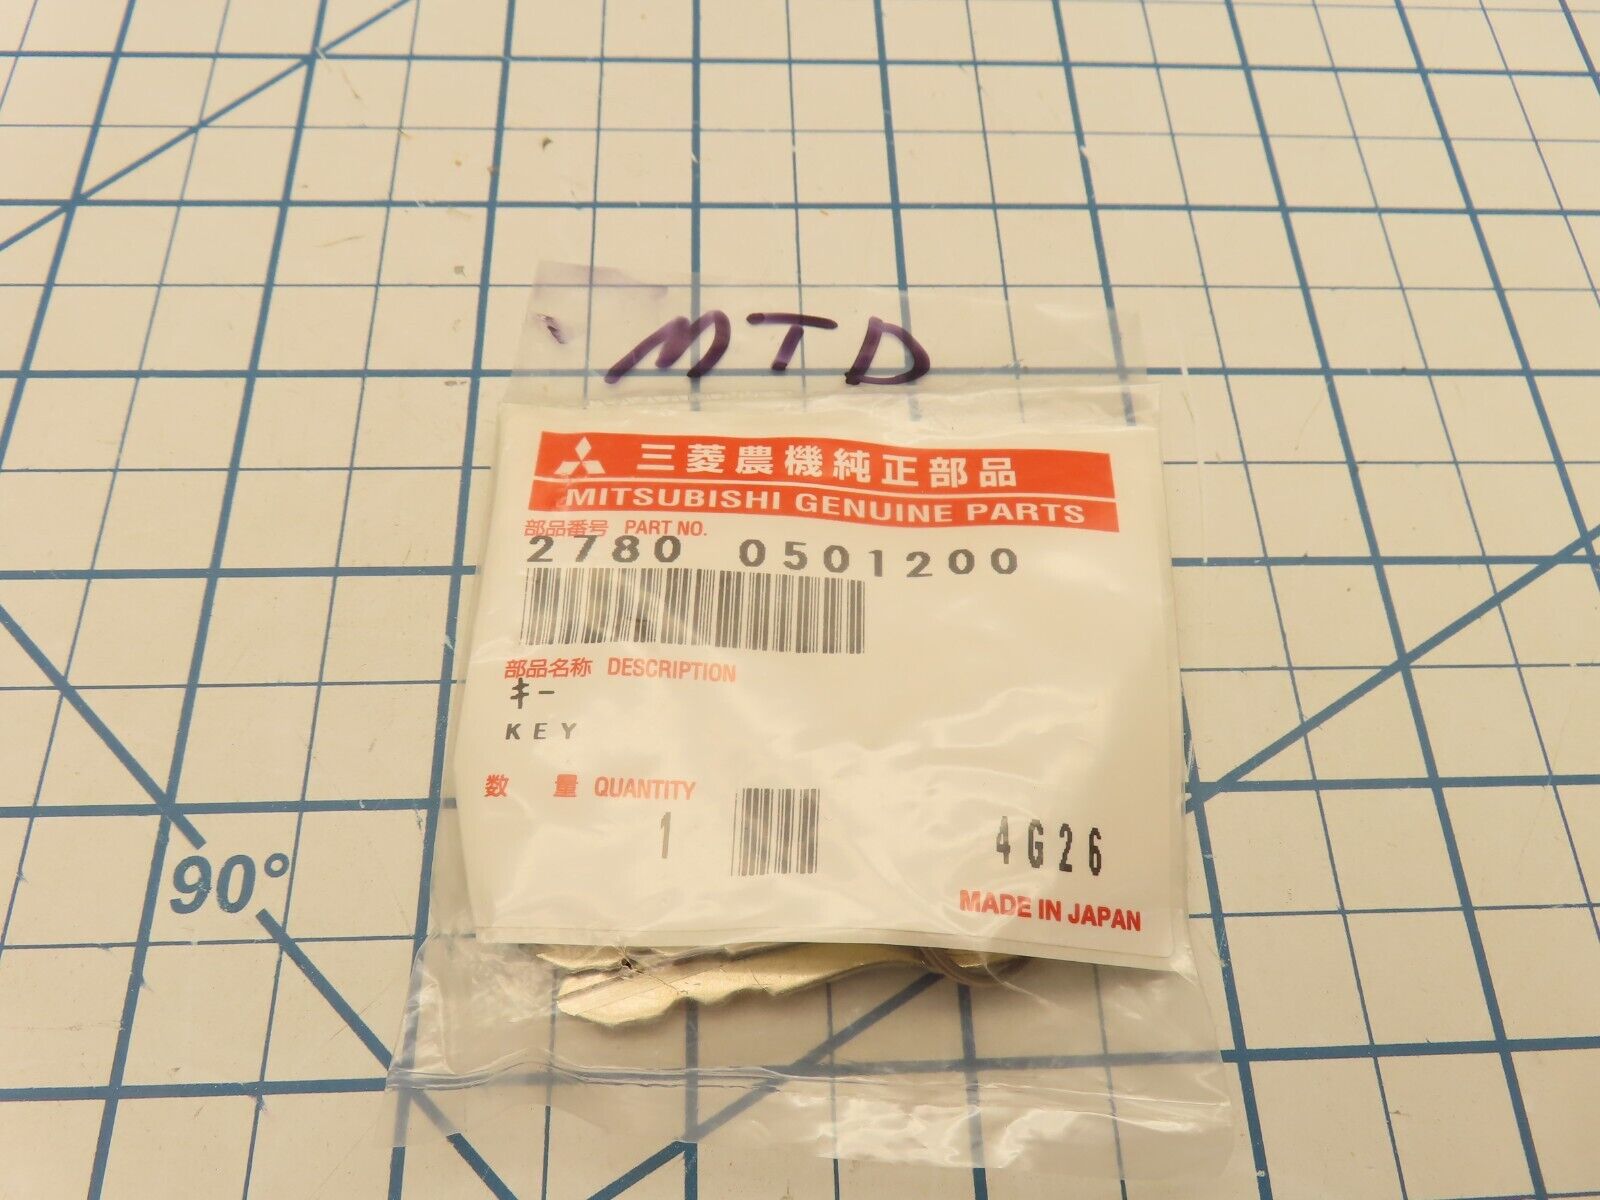 MTD
三菱農機純正部品
MITSUBISHI GENUINE PARTS
部品番号 PART NO.
2780 0501200
部品名称 DESCRIPTION
キー
KEY
数 量 QUANTITY
1
4G26
MADE IN JAPAN
90°